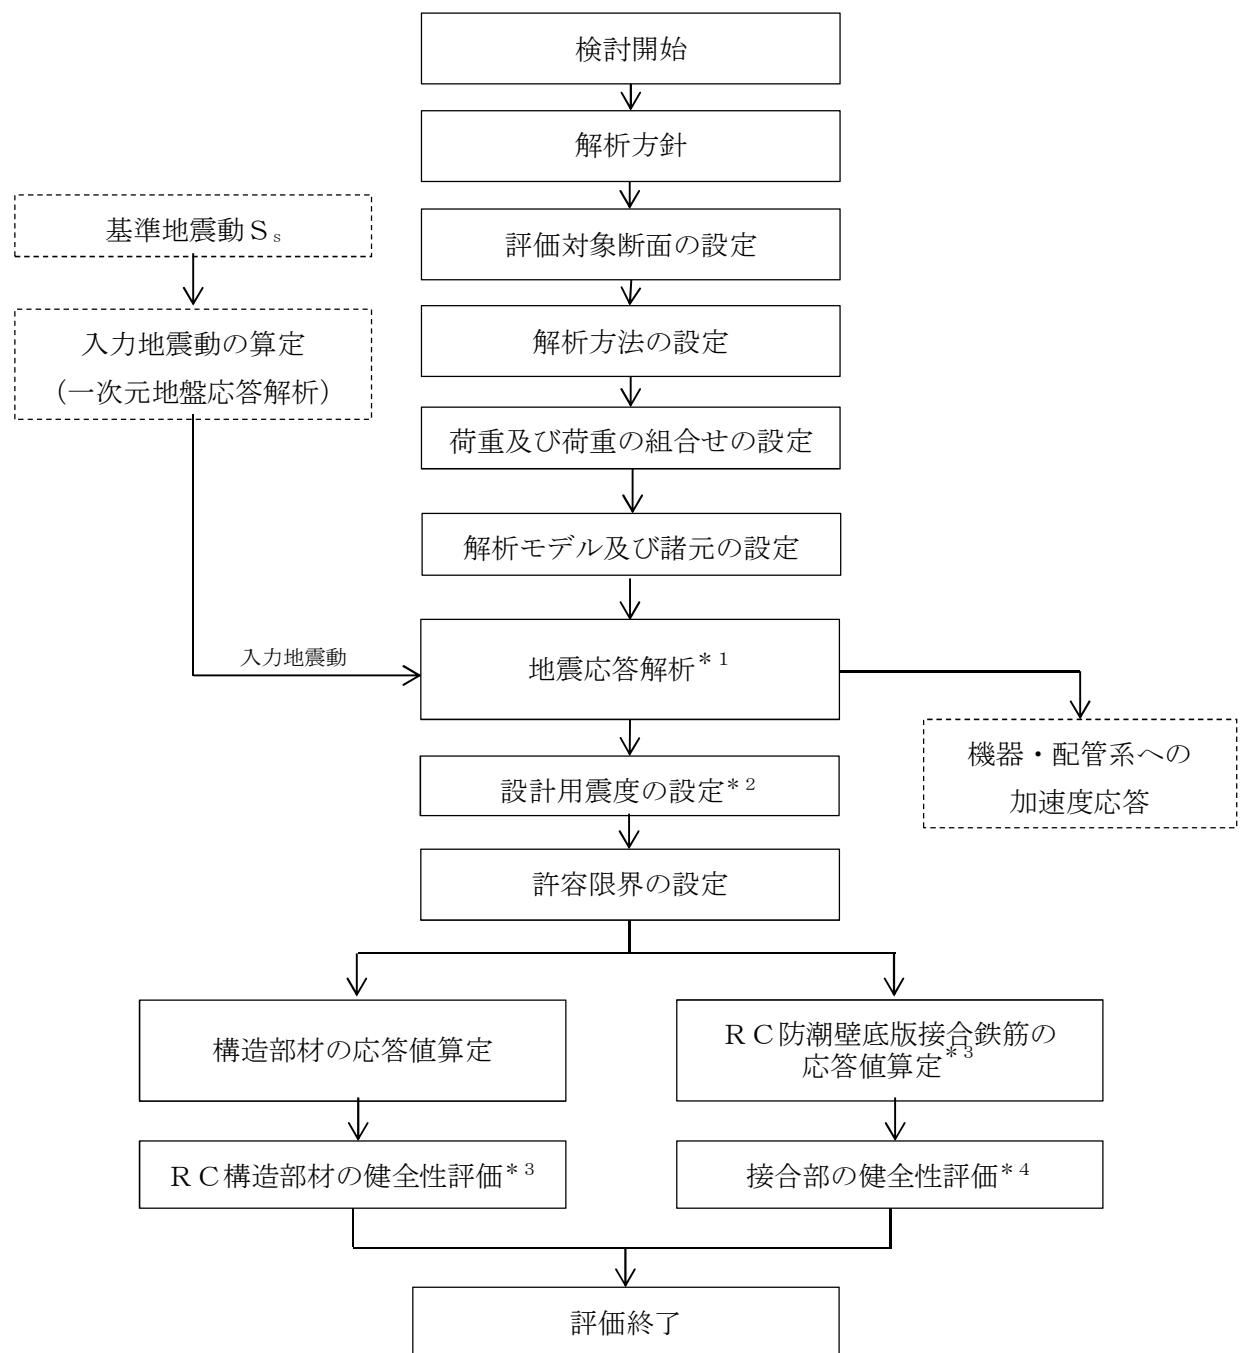 検討開始
解析方針
基準地震動Ｓｓ
評価対象断面の設定
入力地震動の算定
(一次元地盤応答解析)
解析方法の設定
荷重及び荷重の組合せの設定
解析モデル及び諸元の設定
入力地震動
地震応答解析＊１
機器・配管系への
加速度応答
設計用震度の設定＊２
許容限界の設定
構造部材の応答値算定
ＲＣ防潮壁底版接合鉄筋の
応答値算定＊３
ＲＣ構造部材の健全性評価＊３
接合部の健全性評価＊４
評価終了